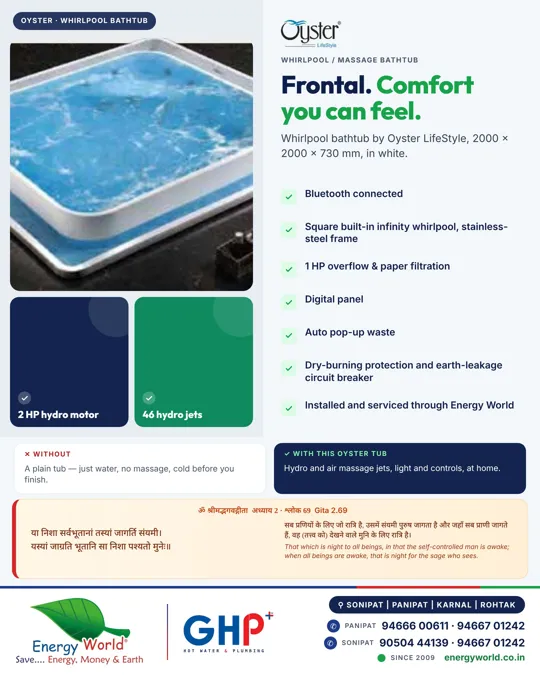 OYSTER · WHIRLPOOL BATHTUB
Oyster
LifeStyle
WHIRLPOOL / MASSAGE BATHTUB
Frontal. Comfort
you can feel.
Whirlpool bathtub by Oyster LifeStyle, 2000 ×
2000 × 730 mm, in white.
Bluetooth connected
Square built-in infinity whirlpool, stainless-
steel frame
1 HP overflow & paper filtration
Digital panel
Auto pop-up waste
Dry-burning protection and earth-leakage
circuit breaker
Installed and serviced through Energy World
2 HP hydro motor
46 hydro jets
× WITHOUT
A plain tub — just water, no massage, cold before you
finish.
✓ WITH THIS OYSTER TUB
Hydro and air massage jets, light and controls, at home.
ॐ श्रीमद्भगवद्गीता अध्याय 2 · श्लोक 69 Gita 2.69
या निशा सर्वभूतानां तस्यां जागर्ति संयमी।
यस्यां जाग्रति भूतानि सा निशा पश्यतो मुनेः॥
सब प्राणियों के लिए जो रात्रि है, उसमें संयमी पुरुष जागता है और जहाँ सब प्राणी जागते
हैं, वह (तत्त्व को) देखने वाले मुनि के लिए रात्रि है।
That which is night to all beings, in that the self-controlled man is awake;
when all beings are awake, that is night for the sage who sees.
Energy World
Save.... Energy, Money & Earth
GHP+
HOT WATER & PLUMBING
SONIPAT | PANIPAT | KARNAL | ROHTAK
PANIPAT 94666 00611 · 94667 01242
SONIPAT 90504 44139 · 94667 01242
SINCE 2009 energyworld.co.in